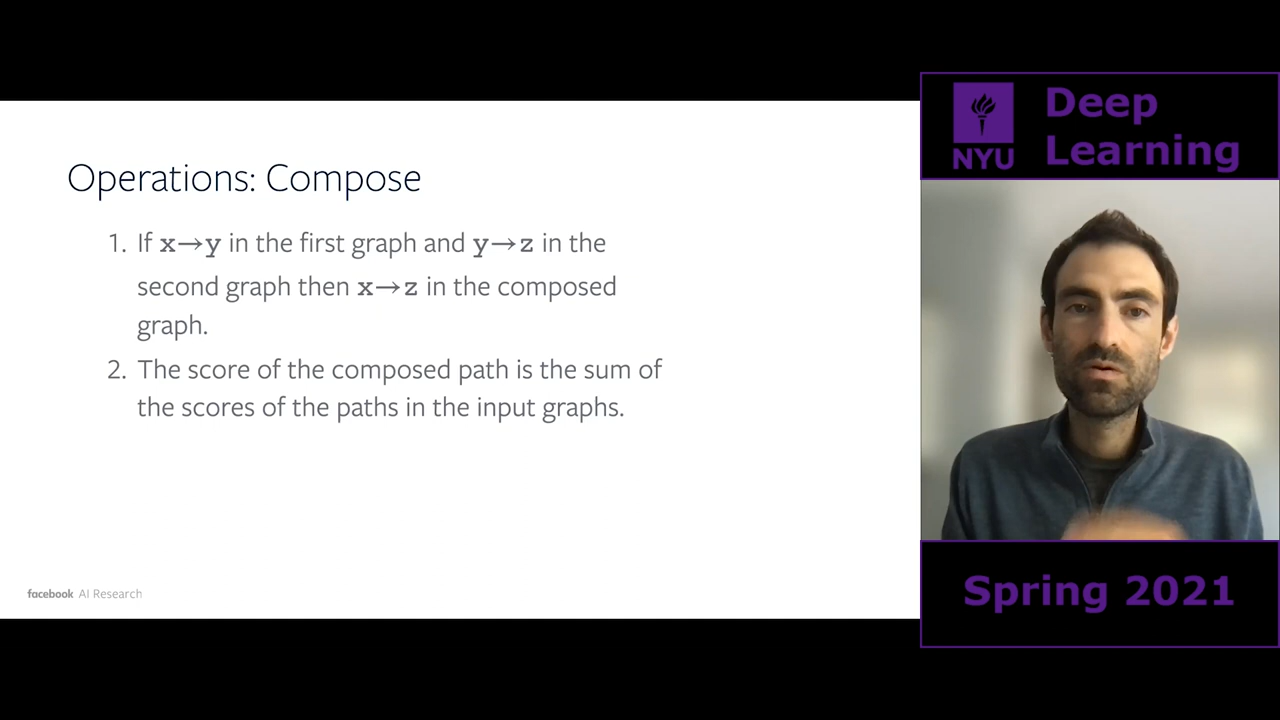 Operations: Compose
1. If x→y in the first graph and y→z in the
second graph then x→z in the composed
graph.
2. The score of the composed path is the sum of
the scores of the paths in the input graphs.
facebook AI Research
NYU
Deep
Learning
Spring 2021